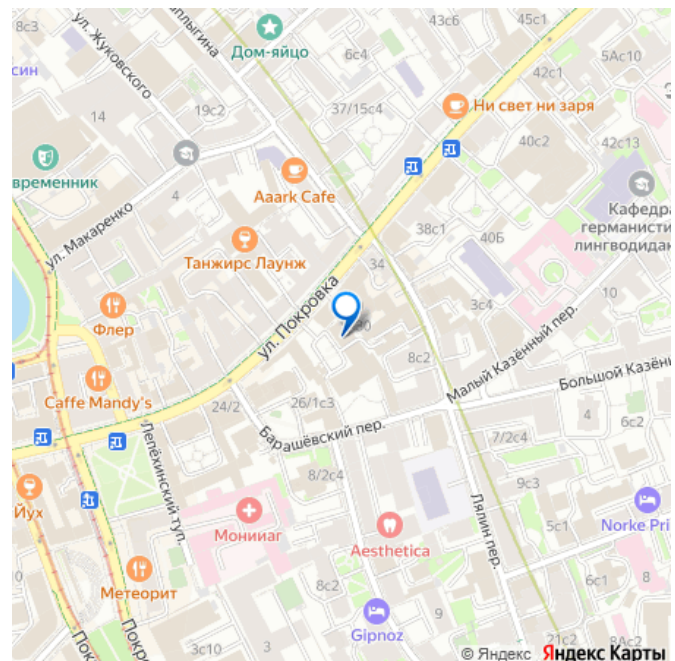 8с3
ул. Жуковского
Чаплыгина
Дом-яйцо
43с6
45с1
5Ас10
син
6с4
42с1
14
19с2
37/15с4
Ни свет ни заря
40с2
42с13
временник
4
Aaark Cafe
ул. Макаренко
Кафедра
германисти
лингводидак
38с1
40Б
Танжирс Лаунж
34
ул. Покровка
10
3с4
Флер
30
8с2
Малый Казённый пер.
Большой Казённ
Caffe Mandy's
24/2
26/1с3
4
6с2
Барашёвский пер.
7/2с4
Лепёхинский туп.
8/2с4
9с3
Йух
Мониаг
Лялин пер.
Norke Pri
Aesthetica
5с1
Метеорит
8с2
6с1
8
Gipnoz
3с10
3
21с2
8Ас2
Пок
Покро
© Яндекс Яндекс Карты